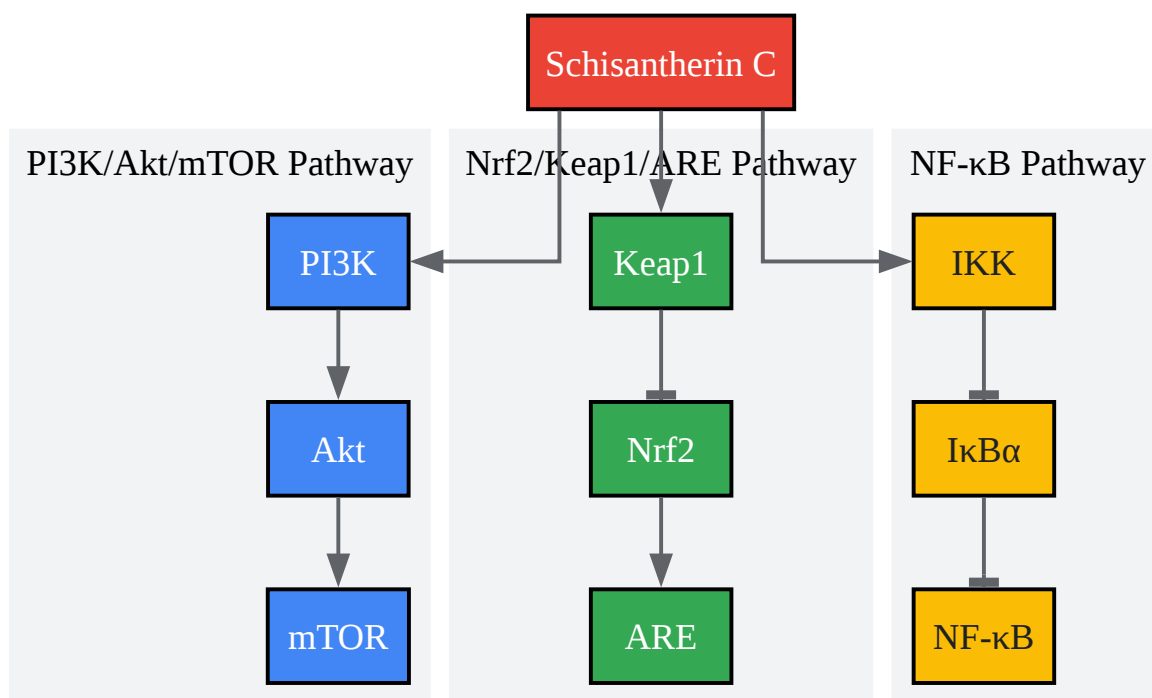 Schisantherin C
PI3K/Akt/mTOR Pathway
Nrf2/Keap1/ARE Pathway
NF-κB Pathway
PI3K
Keap1
IKK
Akt
Nrf2
IκBα
mTOR
ARE
NF-κB